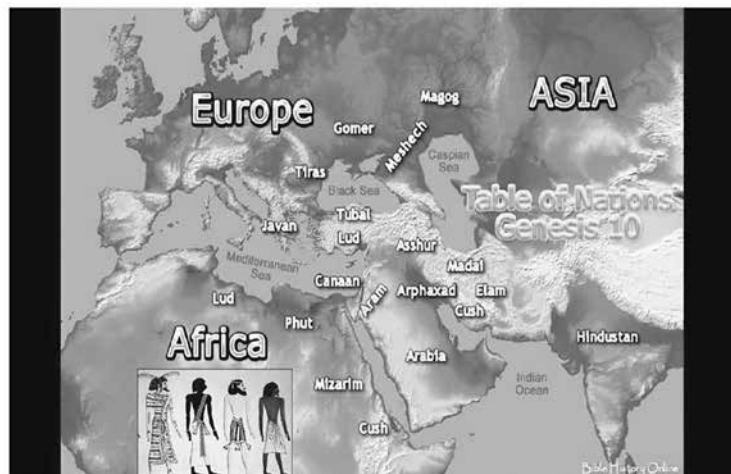 Magog
ASIA
Europe
Gomer
Meshech
Caspian
Sea
Tiras
Black Sea
Table of Nations
Genesis 10
Tubal
Javan
Lud
Asshur
Mediterranean
Sea
Madai
Canaan
Aram
Arphaxad
Elam
Lud
Cush
Phut
Africa
Hindustan
Arabia
Mizarim
Indian
Ocean
Cush
Bible History Online